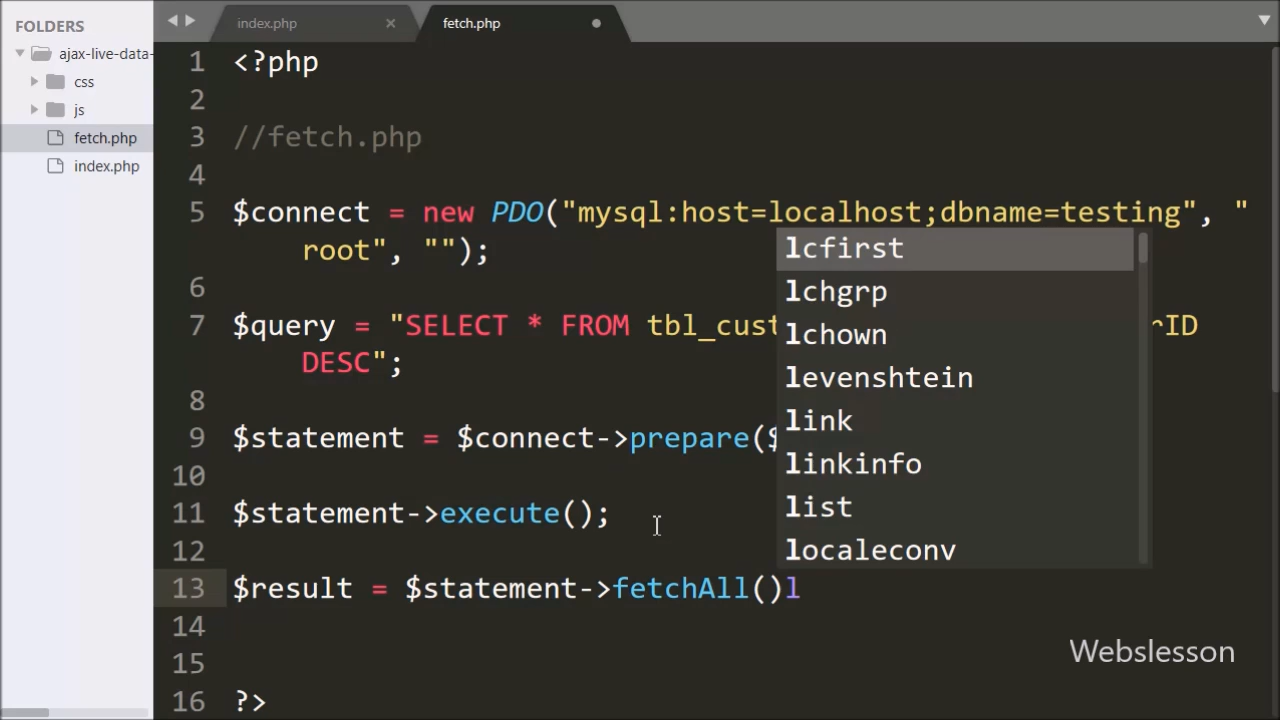 FOLDERS
ajax-live-data-
css
js
fetch.php
index.php
index.php
fetch.php
1 <?php
2
3 //fetch.php
4
5 $connect = new PDO("mysql:host=localhost;dbname=testing", "
root", "");
6
7 $query = "SELECT * FROM tbl_cust rID
DESC";
8
9 $statement = $connect->prepare($
10
11 $statement->execute();
12
13 $result = $statement->fetchAll()l
14
15
16 ?>
lcfirst
lchgrp
lchown
levenshtein
link
linkinfo
list
localeconv
Webslesson